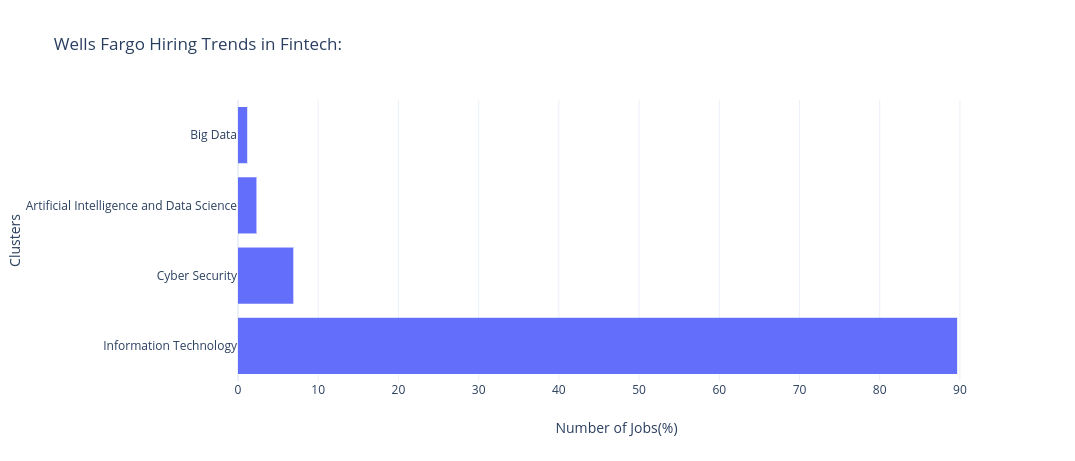 Wells Fargo Hiring Trends in Fintech:
Clusters
Big Data
Artificial Intelligence and Data Science
Cyber Security
Information Technology
0 10 20 30 40 50 60 70 80 90
Number of Jobs(%)